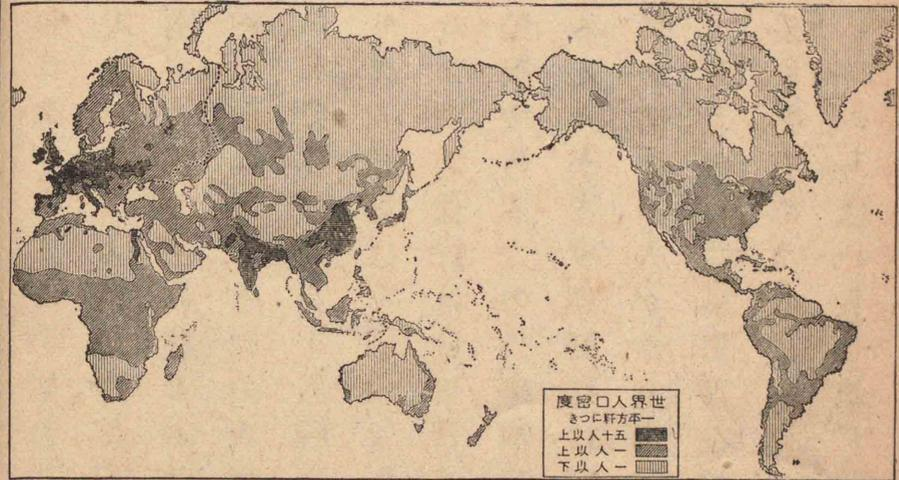 世界人口密度
一平方粁につき
五十人以上
一人以上
一人以下